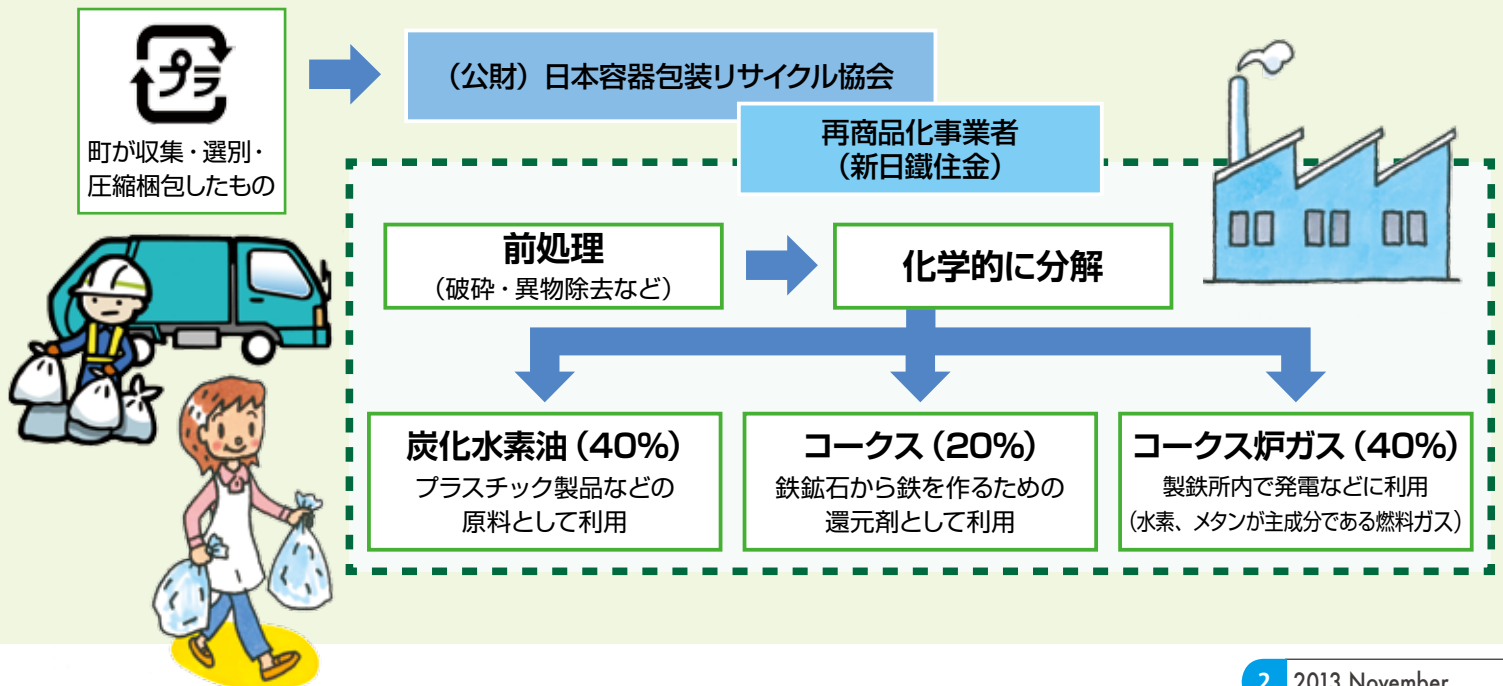 プラ
町が収集・選別・
圧縮梱包したもの
（公財）日本容器包装リサイクル協会
再商品化事業者
（新日鐵住金）
前処理
（破砕・異物除去など）
化学的に分解
炭化水素油（40%）
プラスチック製品などの
原料として利用
コークス（20%）
鉄鉱石から鉄を作るための
還元剤として利用
コークス炉ガス（40%）
製鉄所内で発電などに利用
（水素、メタンが主成分である燃料ガス）
2 2013 November